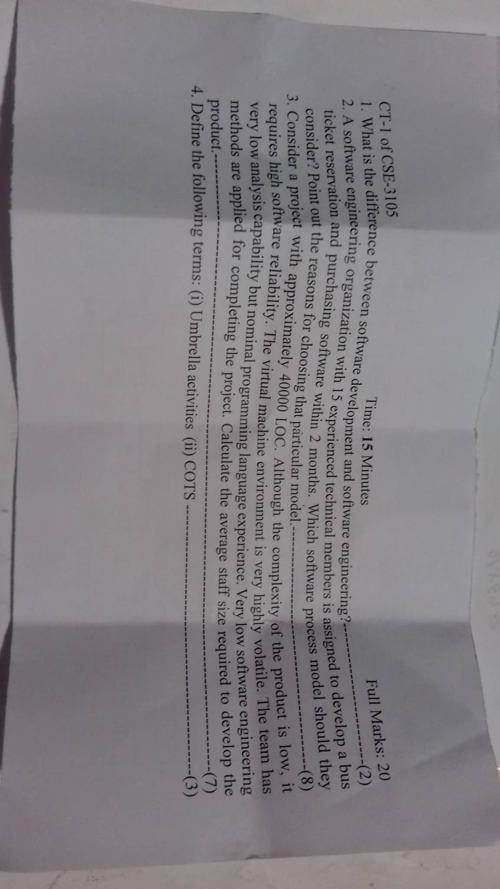 CT-1 of CSE-3105 Time: 15 Minutes Full Marks: 20
1. What is the difference between software development and software engineering?---------------------------(2)
2. A software engineering organization with 15 experienced technical members is assigned to develop a bus
ticket reservation and purchasing software within 2 months. Which software process model should they
consider? Point out the reasons for choosing that particular model.---------------------------------------------(8)
3. Consider a project with approximately 40000 LOC. Although the complexity of the product is low, it
requires high software reliability. The virtual machine environment is very highly volatile. The team has
very low analysis capability but nominal programming language experience. Very low software engineering
methods are applied for completing the project. Calculate the average staff size required to develop the
product.---------------------------------------------------------------------------------------------------------------(7)
4. Define the following terms: (i) Umbrella activities (ii) COTS ------------------------------------------------(3)